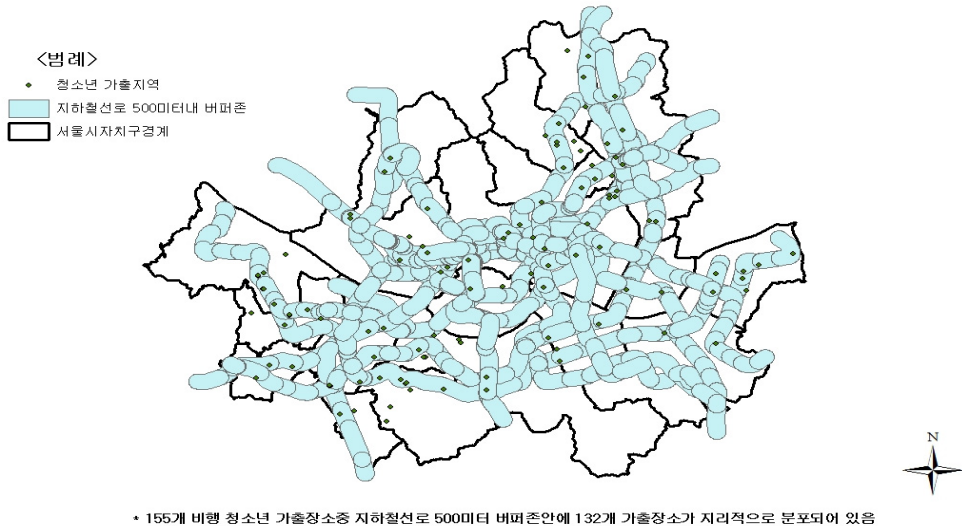 <범례>
청소년 가출지역
지하철선로 500미터내 버퍼존
서울시자치구경계
N
* 155개 비행 청소년 가출장소중 지하철선로 500미터 버퍼존안에 132개 가출장소가 지리적으로 분포되어 있음